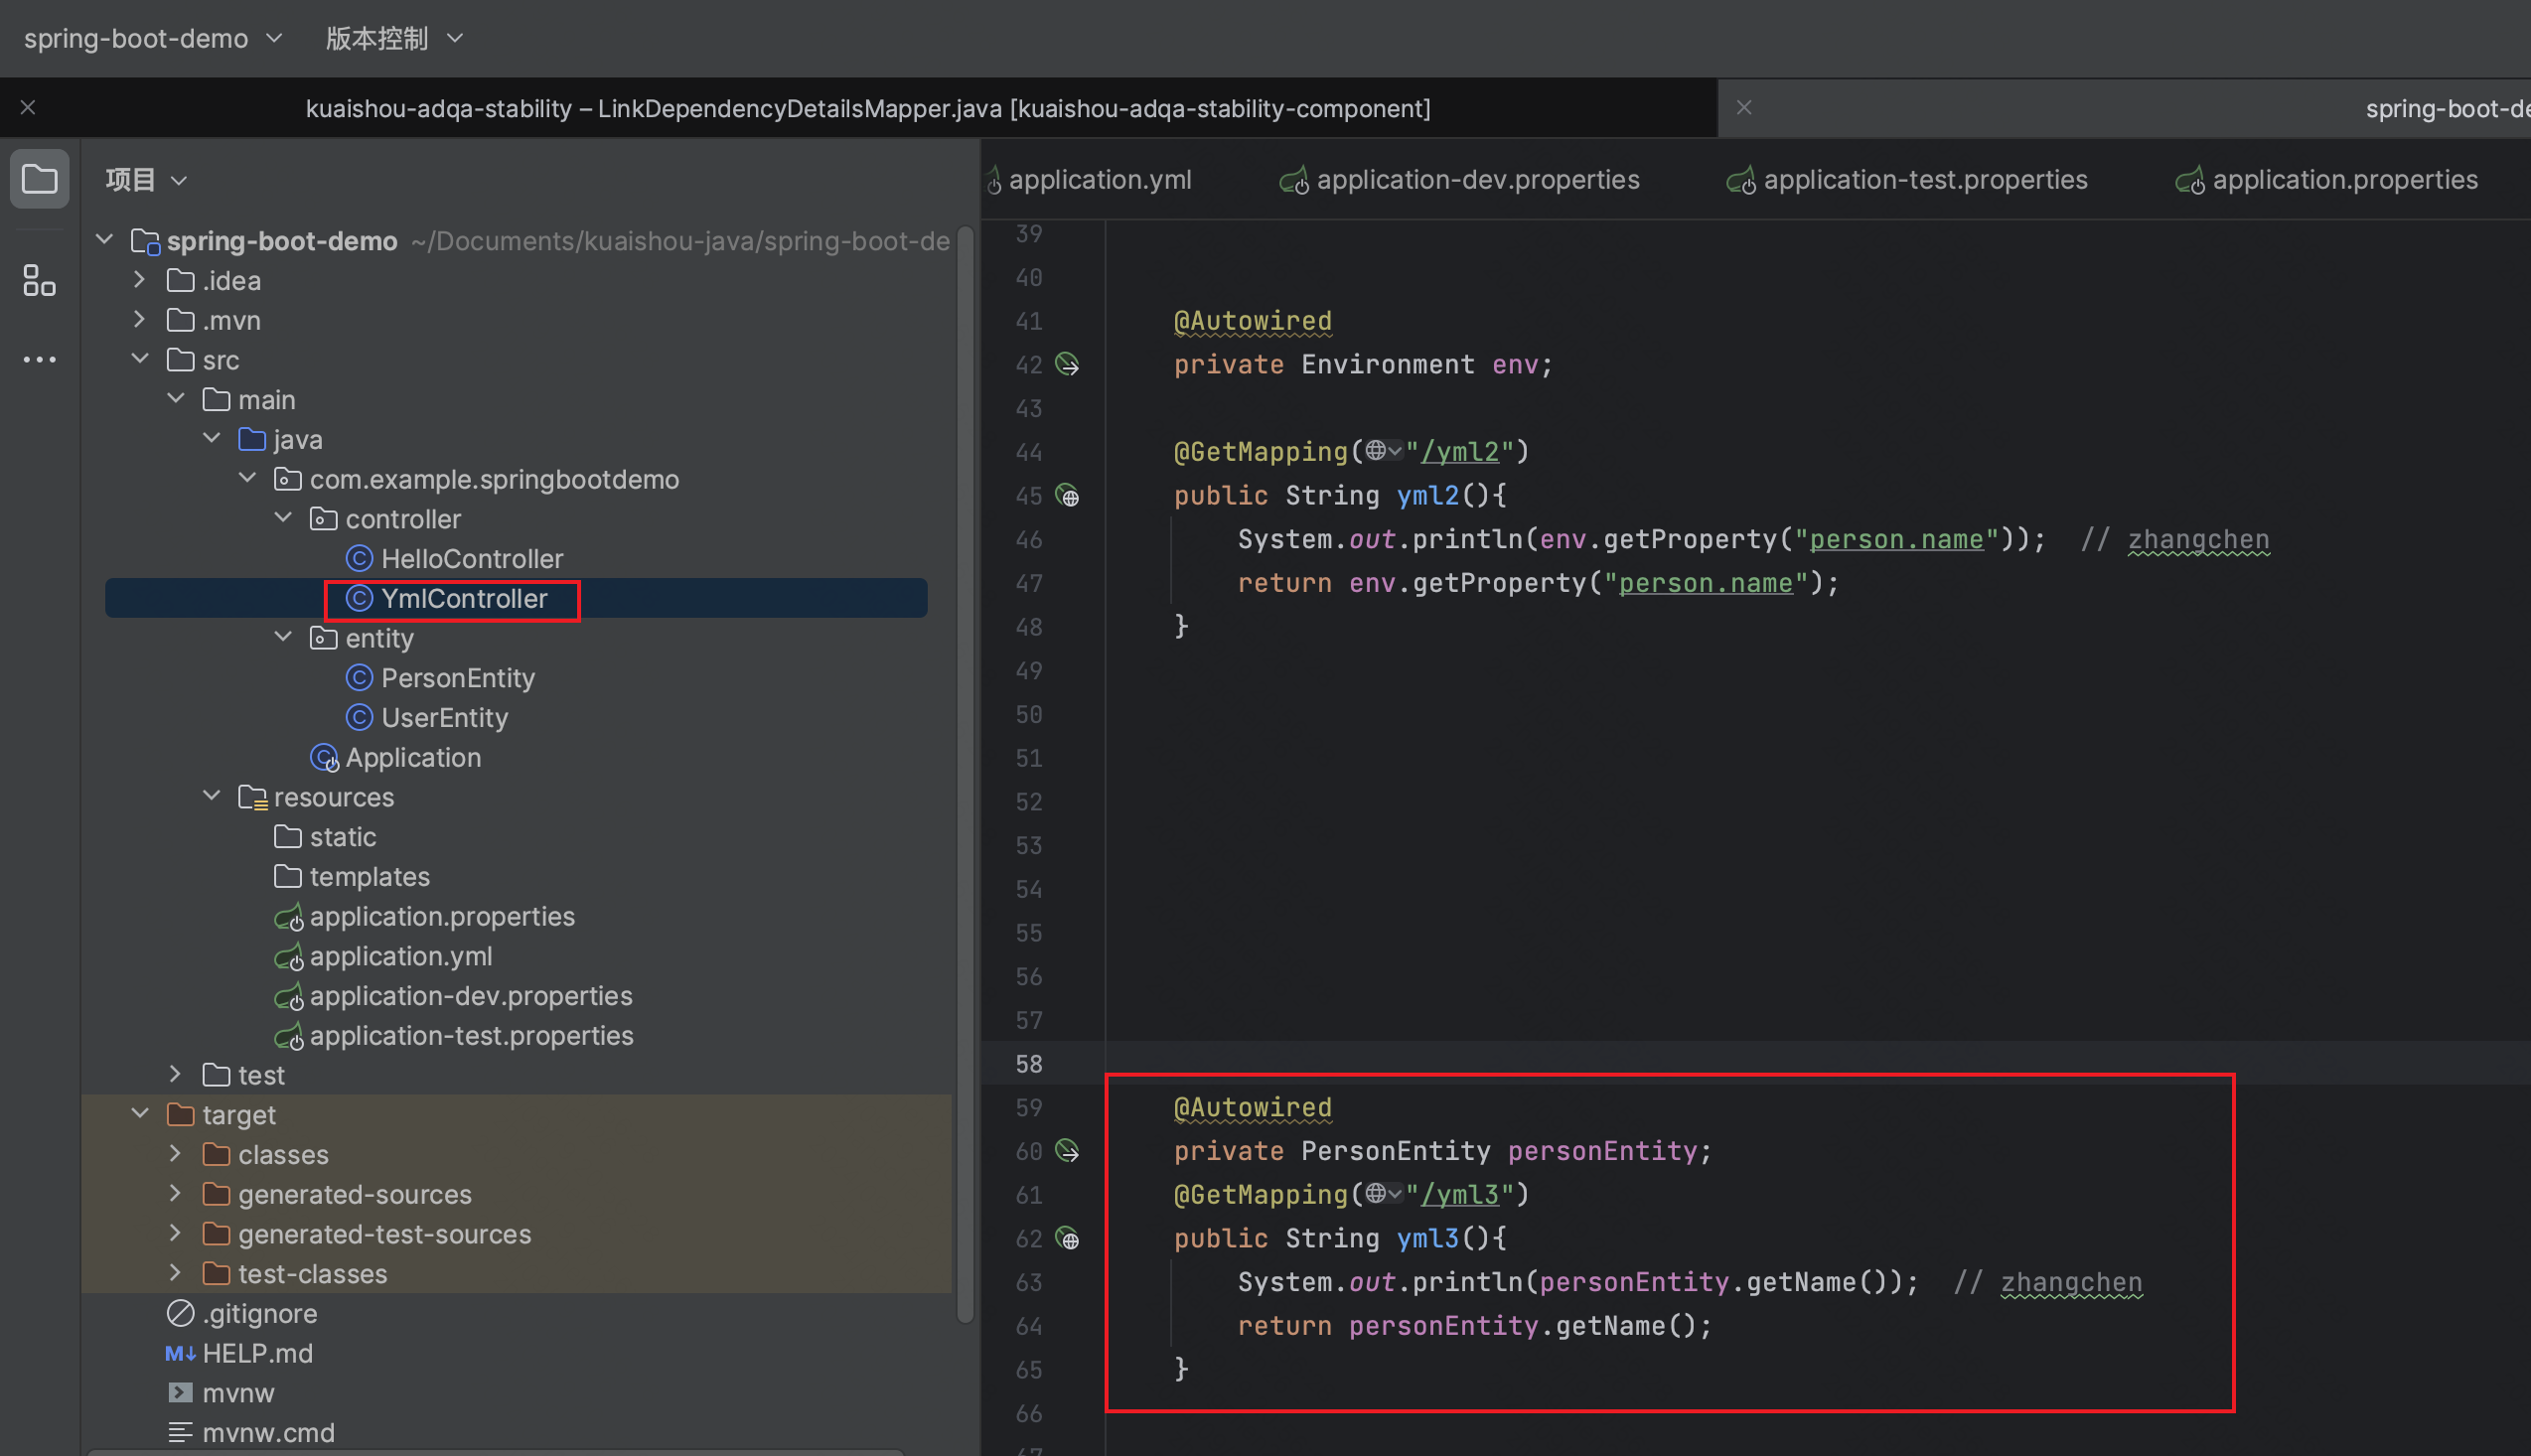 spring-boot-demo 版本控制
kuaishou-adqa-stability – LinkDependencyDetailsMapper.java [kuaishou-adqa-stability-component]
spring-boot-de
项目
spring-boot-demo ~/Documents/kuaishou-java/spring-boot-de
.idea
.mvn
src
main
java
com.example.springbootdemo
controller
HelloController
YmlController
entity
PersonEntity
UserEntity
Application
resources
static
templates
application.properties
application.yml
application-dev.properties
application-test.properties
test
target
classes
generated-sources
generated-test-sources
test-classes
.gitignore
M↓ HELP.md
mvnw
mvnw.cmd
application.yml application-dev.properties application-test.properties application.properties
39
40
41 @Autowired
42 private Environment env;
43
44 @GetMapping("/yml2")
45 public String yml2(){
46 System.out.println(env.getProperty("person.name")); // zhangchen
47 return env.getProperty("person.name");
48 }
49
50
51
52
53
54
55
56
57
58
59 @Autowired
60 private PersonEntity personEntity;
61 @GetMapping("/yml3")
62 public String yml3(){
63 System.out.println(personEntity.getName()); // zhangchen
64 return personEntity.getName();
65 }
66
67